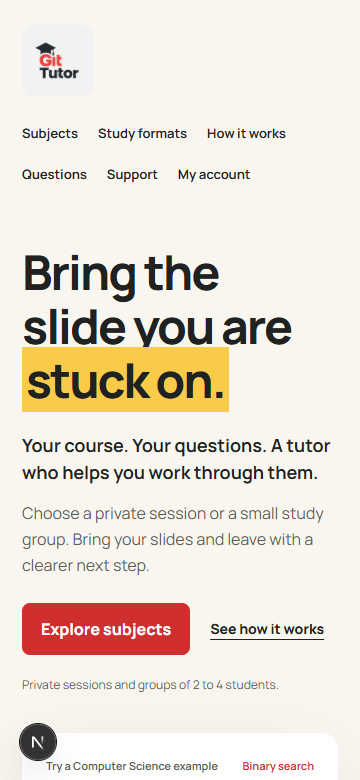 Git
Tutor
Subjects Study formats How it works
Questions Support My account
Bring the
slide you are
stuck on.
Your course. Your questions. A tutor
who helps you work through them.
Choose a private session or a small study
group. Bring your slides and leave with a
clearer next step.
Explore subjects See how it works
Private sessions and groups of 2 to 4 students.
N
Try a Computer Science example Binary search